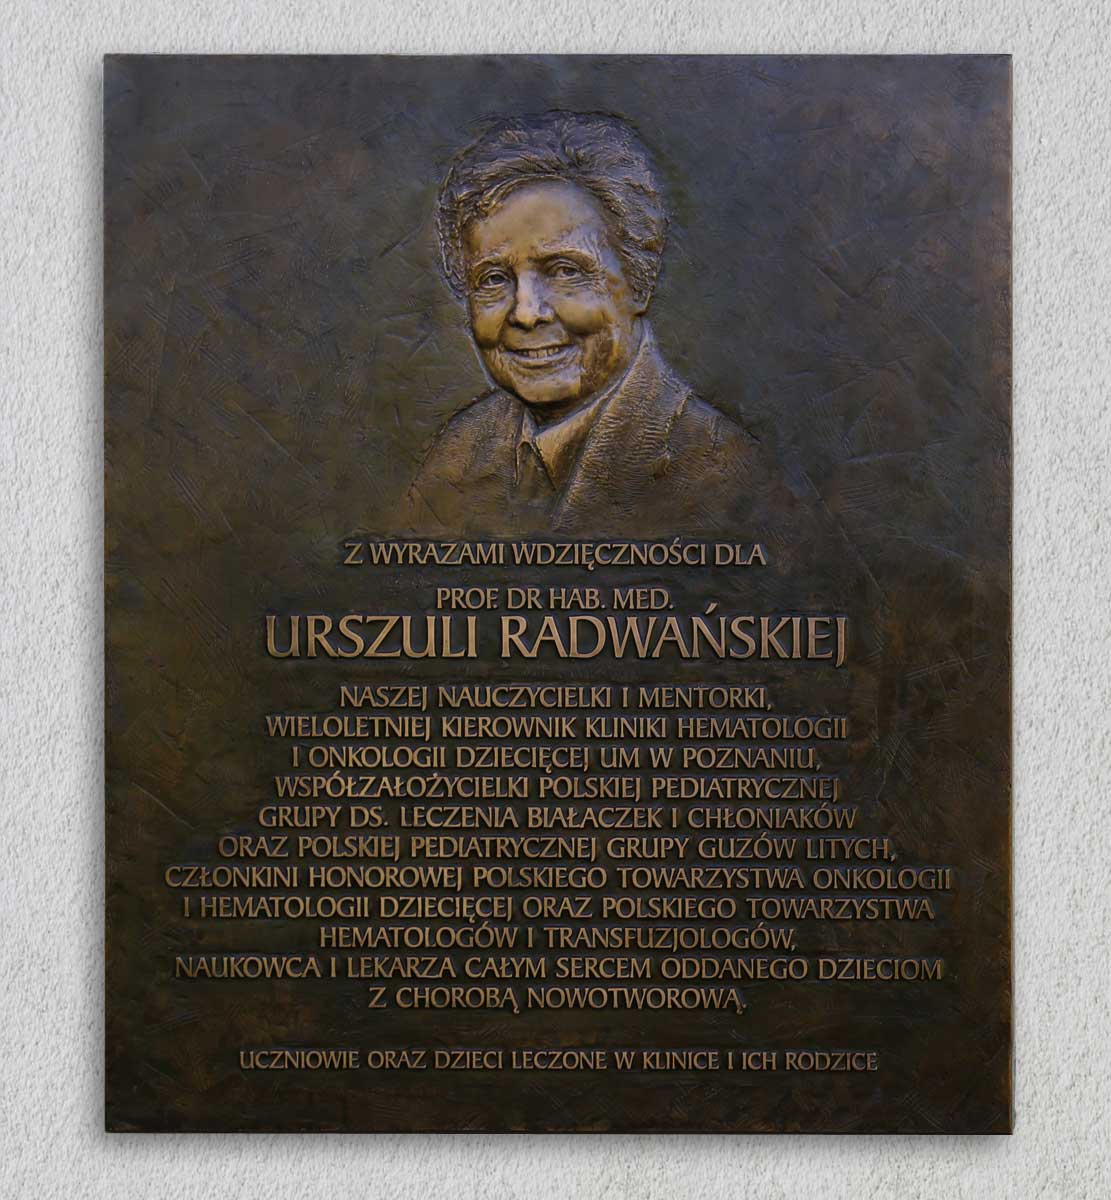 Z WYRAZAMI WDZIĘCZNOŚCI DLA
PROF. DR HAB. MED.
URSZULI RADWAŃSKIEJ
NASZEJ NAUCZYCIELKI I MENTORKI,
WIELOLETNIEJ KIEROWNIK KLINIKI HEMATOLOGII
I ONKOLOGII DZIECIĘCEJ UM W POZNANIU,
WSPÓŁZAŁOŻYCIELKI POLSKIEJ PEDIATRYCZNEJ
GRUPY DS. LECZENIA BIAŁACZEK I CHŁONIAKÓW
ORAZ POLSKIEJ PEDIATRYCZNEJ GRUPY GUZÓW LITYCH,
CZŁONKINI HONOROWEJ POLSKIEGO TOWARZYSTWA ONKOLOGII
I HEMATOLOGII DZIECIĘCEJ ORAZ POLSKIEGO TOWARZYSTWA
HEMATOLOGÓW I TRANSFUZJOLOGÓW,
NAUKOWCA I LEKARZA CAŁYM SERCEM ODDANEGO DZIECIOM
Z CHOROBĄ NOWOTWOROWĄ.
UCZNIOWIE ORAZ DZIECI LECZONE W KLINICE I ICH RODZICE